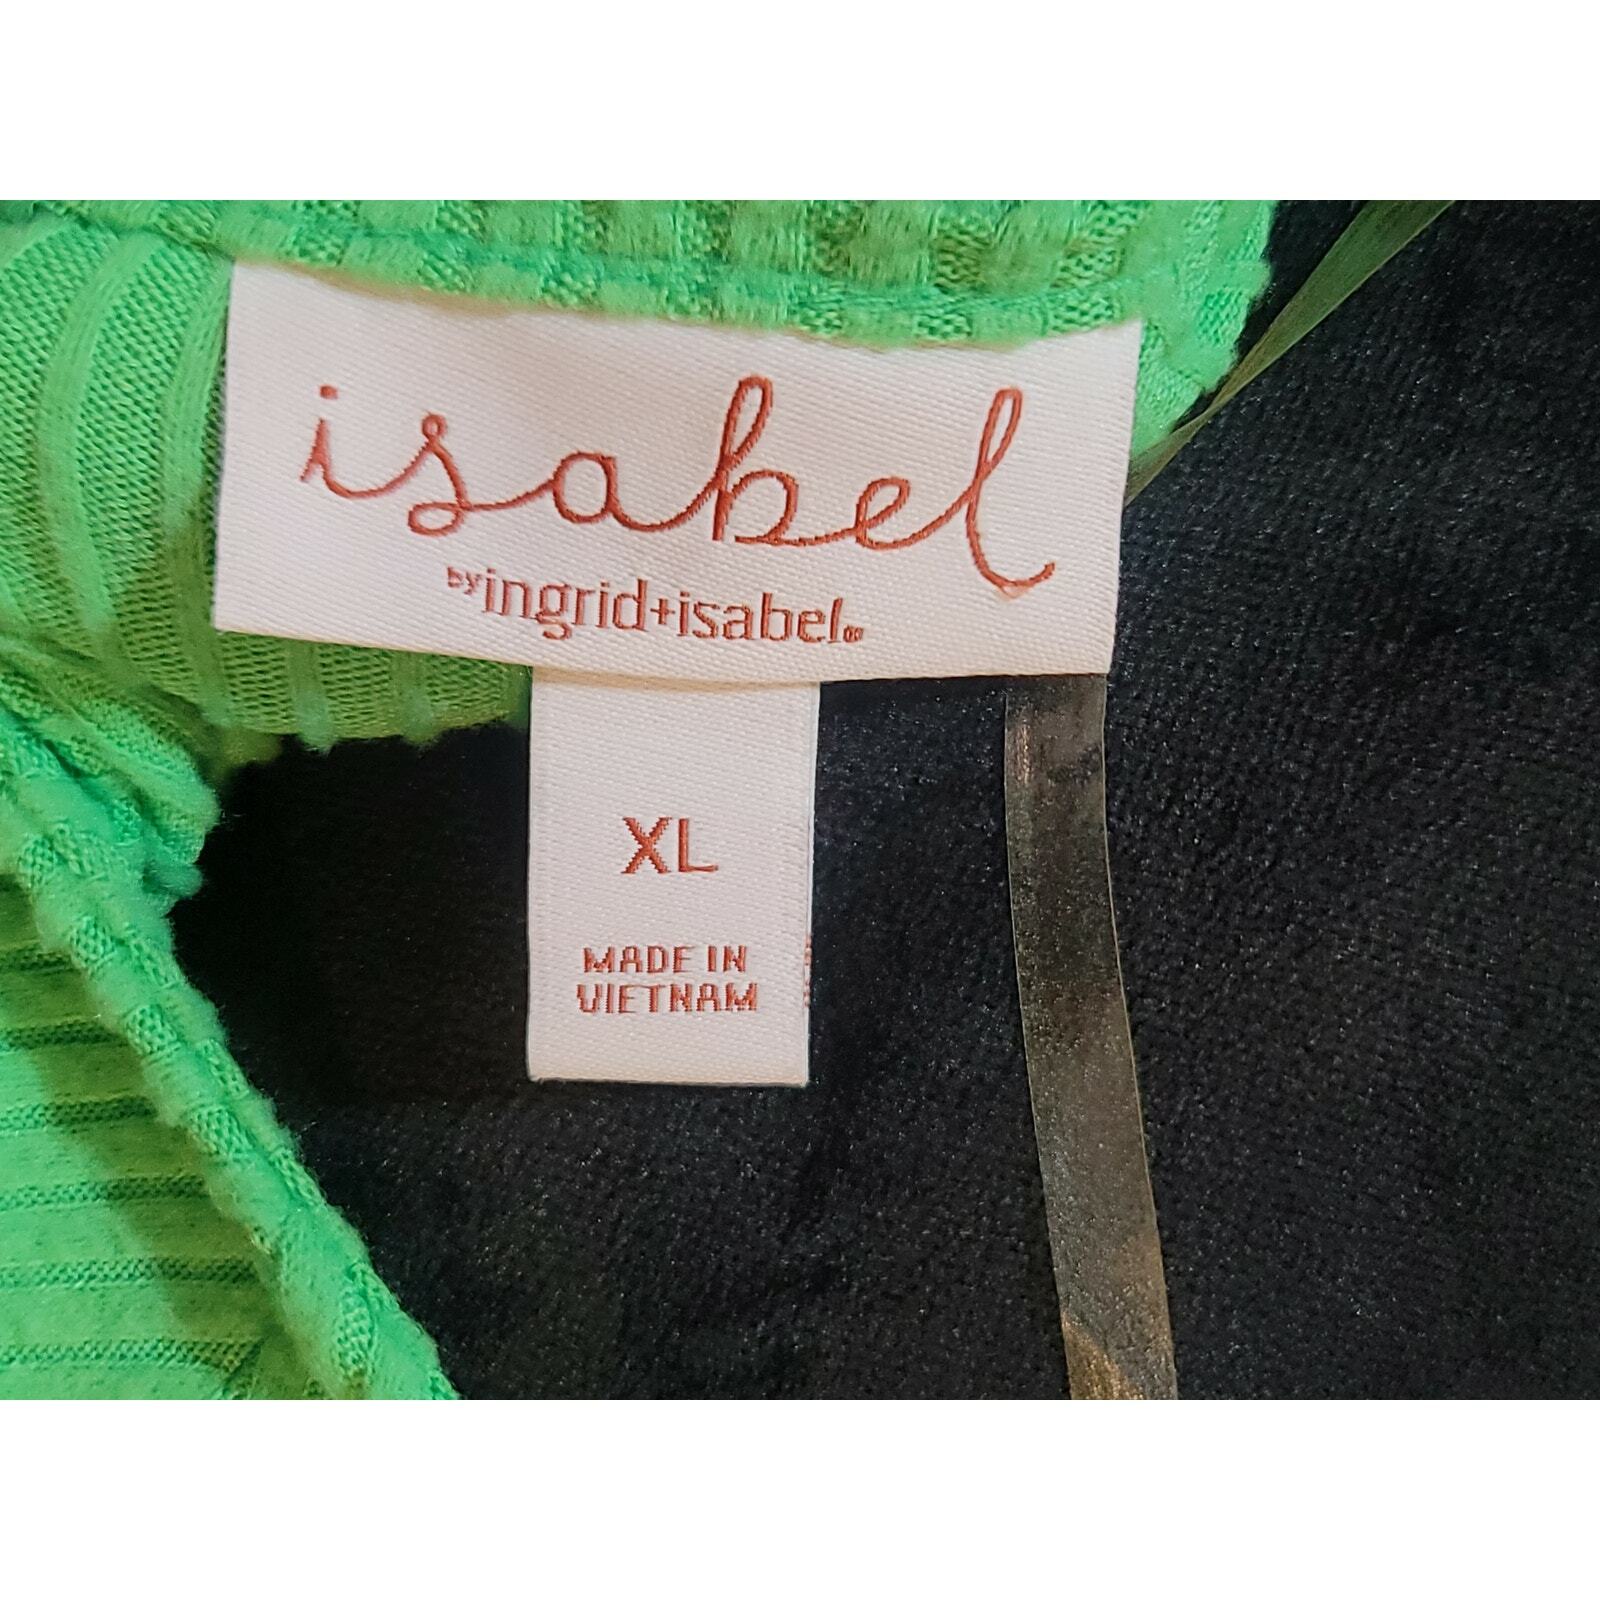 isabel
by ingrid+isabel®
XL
MADE IN
VIETNAM